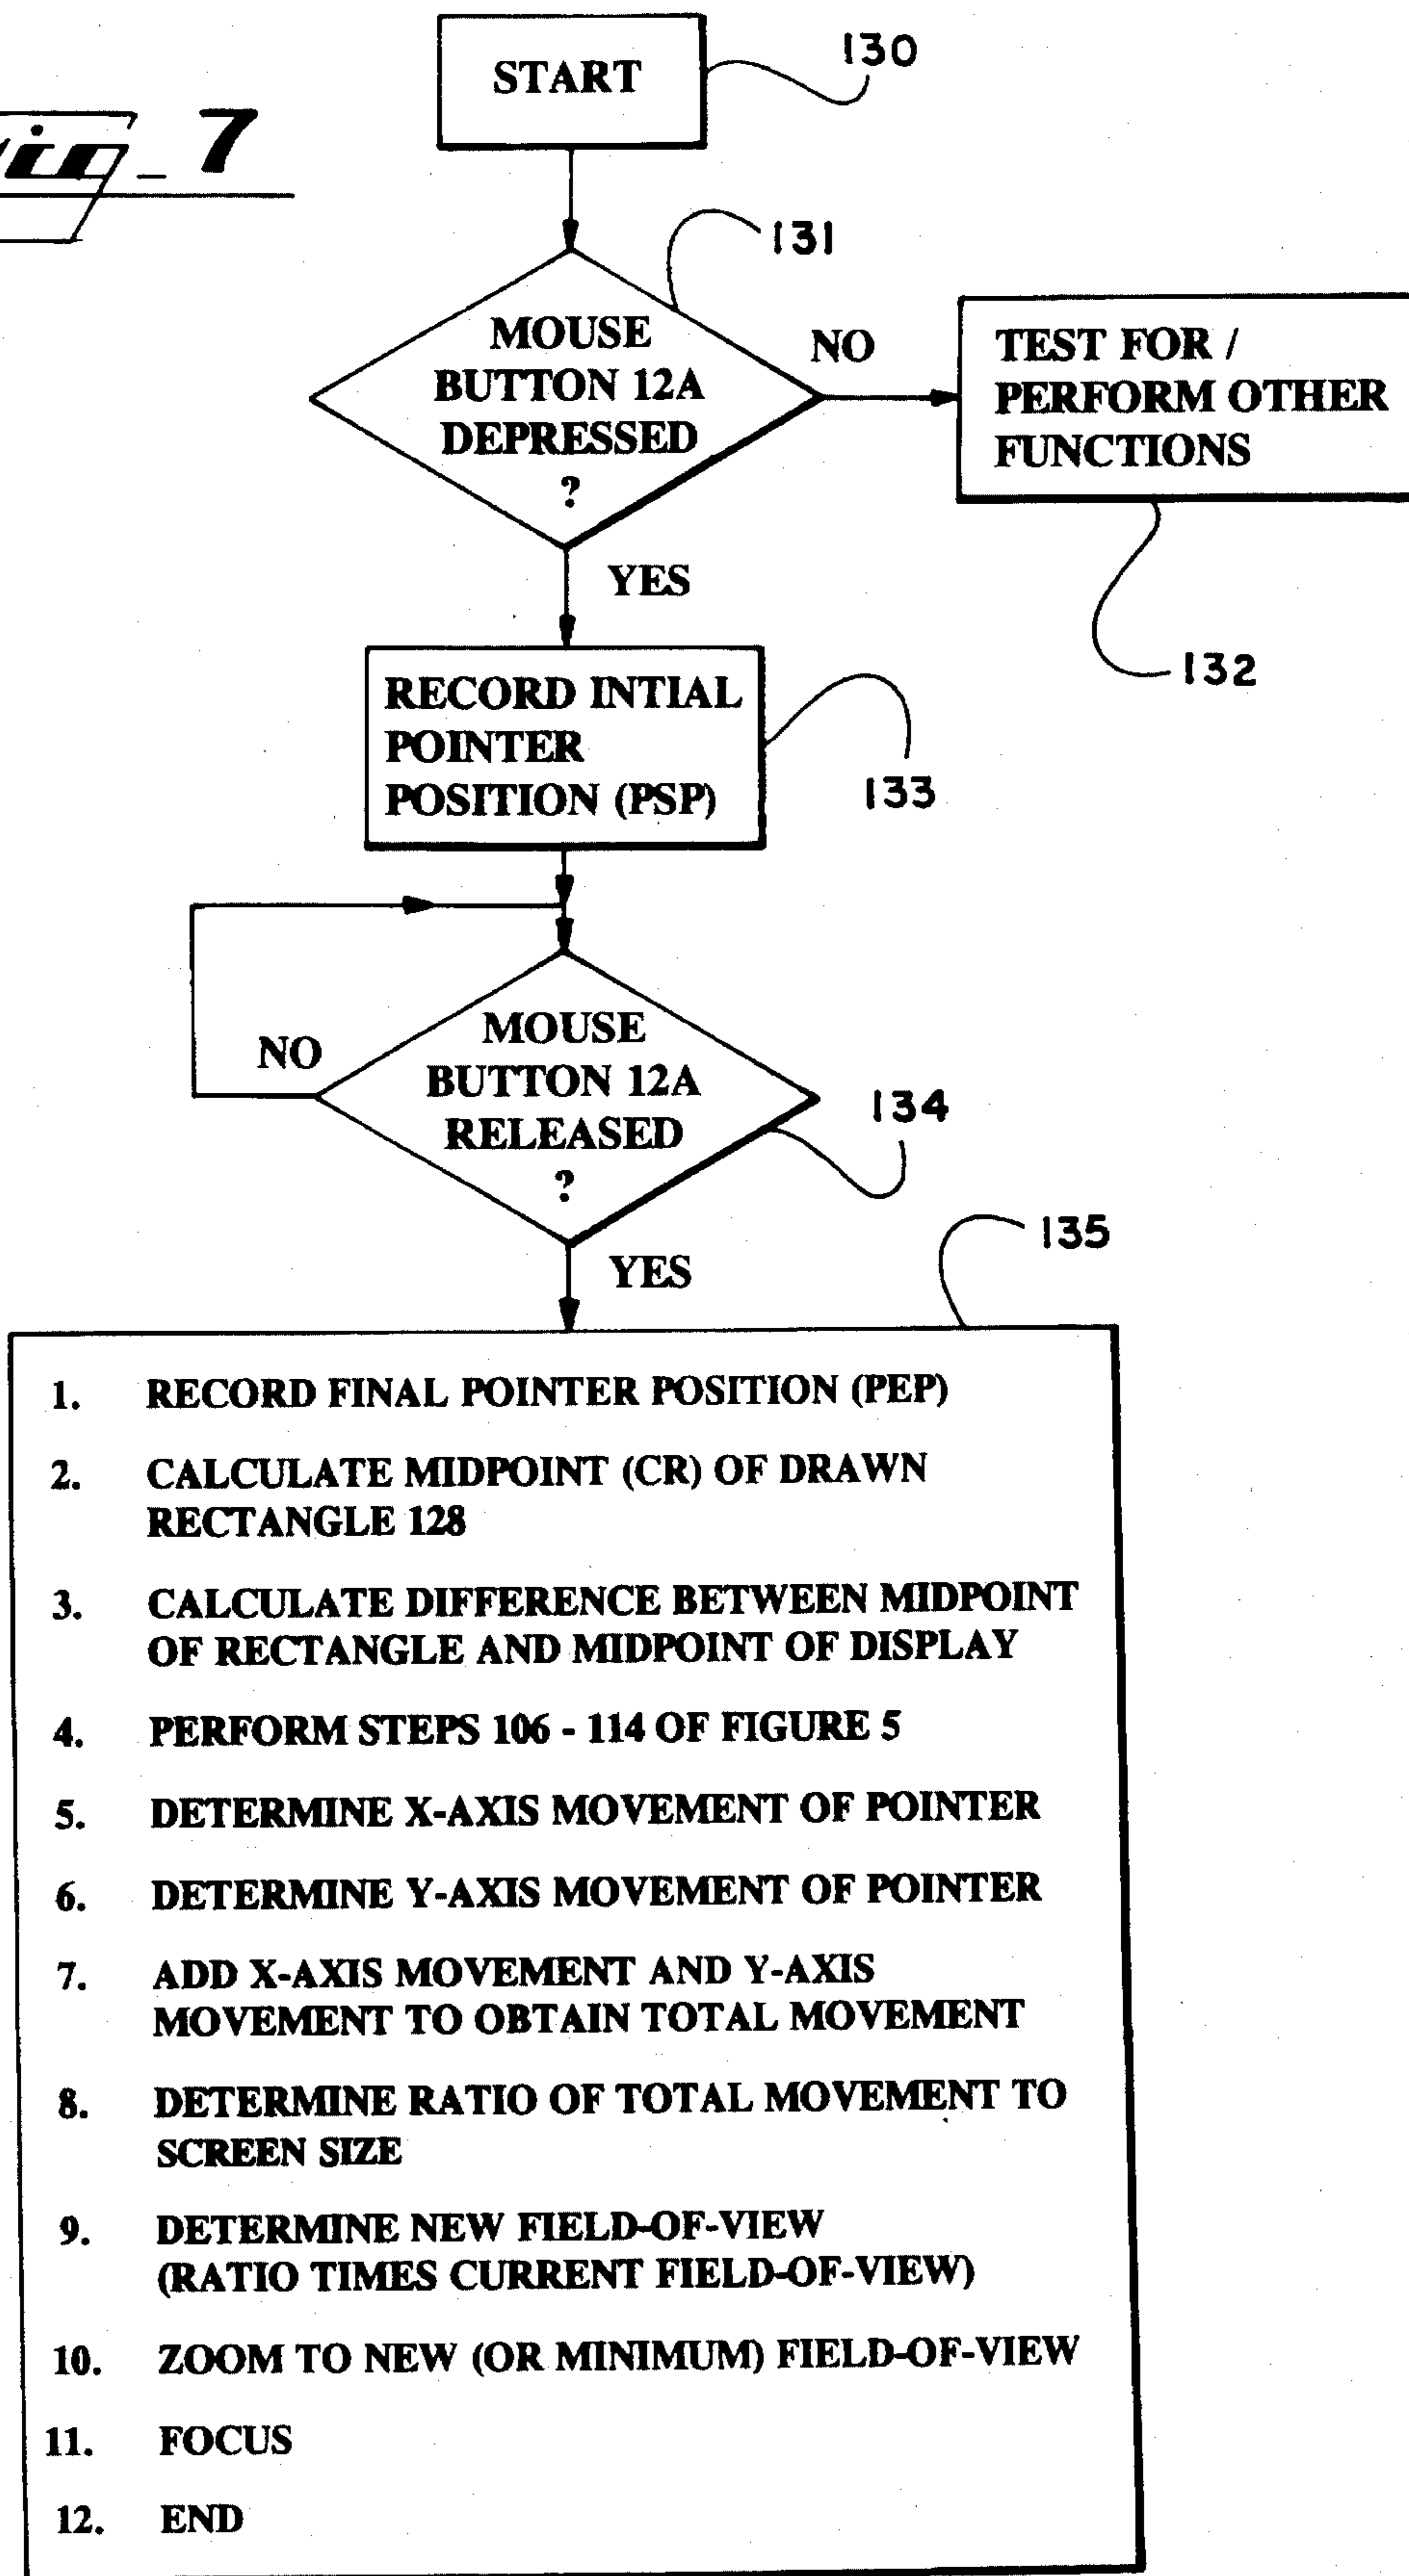 START
130
7
131
MOUSE
BUTTON 12A
DEPRESSED
?
NO
TEST FOR /
PERFORM OTHER
FUNCTIONS
132
YES
RECORD INTIAL
POINTER
POSITION (PSP)
133
NO
MOUSE
BUTTON 12A
RELEASED
?
134
YES
135
1. RECORD FINAL POINTER POSITION (PEP)
2. CALCULATE MIDPOINT (CR) OF DRAWN
RECTANGLE 128
3. CALCULATE DIFFERENCE BETWEEN MIDPOINT
OF RECTANGLE AND MIDPOINT OF DISPLAY
4. PERFORM STEPS 106 - 114 OF FIGURE 5
5. DETERMINE X-AXIS MOVEMENT OF POINTER
6. DETERMINE Y-AXIS MOVEMENT OF POINTER
7. ADD X-AXIS MOVEMENT AND Y-AXIS
MOVEMENT TO OBTAIN TOTAL MOVEMENT
8. DETERMINE RATIO OF TOTAL MOVEMENT TO
SCREEN SIZE
9. DETERMINE NEW FIELD-OF-VIEW
(RATIO TIMES CURRENT FIELD-OF-VIEW)
10. ZOOM TO NEW (OR MINIMUM) FIELD-OF-VIEW
11. FOCUS
12. END